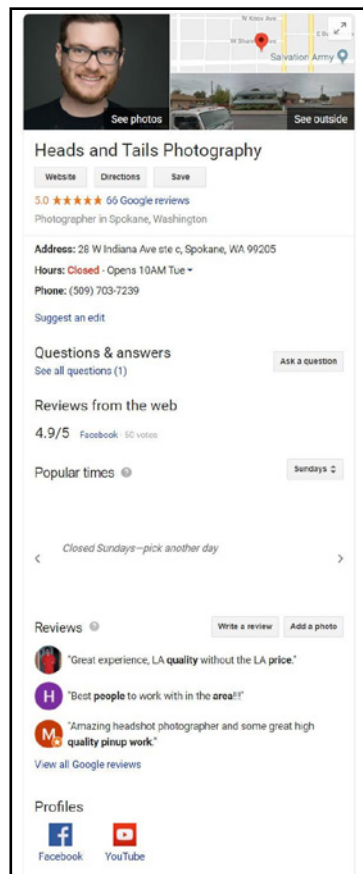 N Knox Ave
W Shar
Salvation Army
See photos
See outside
Heads and Tails Photography
Website Directions Save
5.0 ★★★★★ 66 Google reviews
Photographer in Spokane, Washington
Address: 28 W Indiana Ave ste c, Spokane, WA 99205
Hours: Closed · Opens 10AM Tue
Phone: (509) 703-7239
Suggest an edit
Questions & answers
See all questions (1)
Ask a question
Reviews from the web
4.9/5 Facebook · 50 votes
Popular times
Sundays
Closed Sundays—pick another day
Reviews
Write a review Add a photo
"Great experience, LA quality without the LA price."
H "Best people to work with in the area!!!"
M "Amazing headshot photographer and some great high
quality pinup work."
View all Google reviews
Profiles
Facebook YouTube